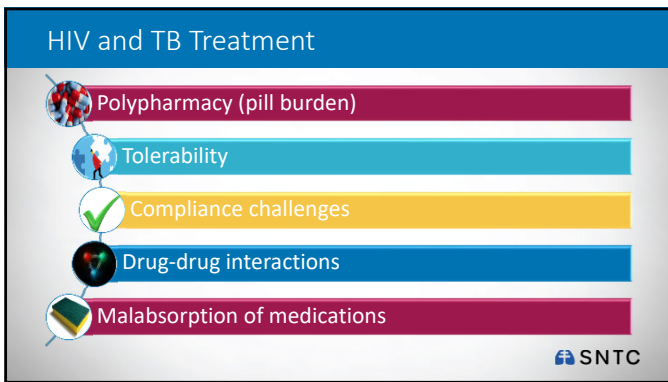 HIV and TB Treatment
Polypharmacy (pill burden)
Tolerability
Compliance challenges
Drug-drug interactions
Malabsorption of medications
SNTC